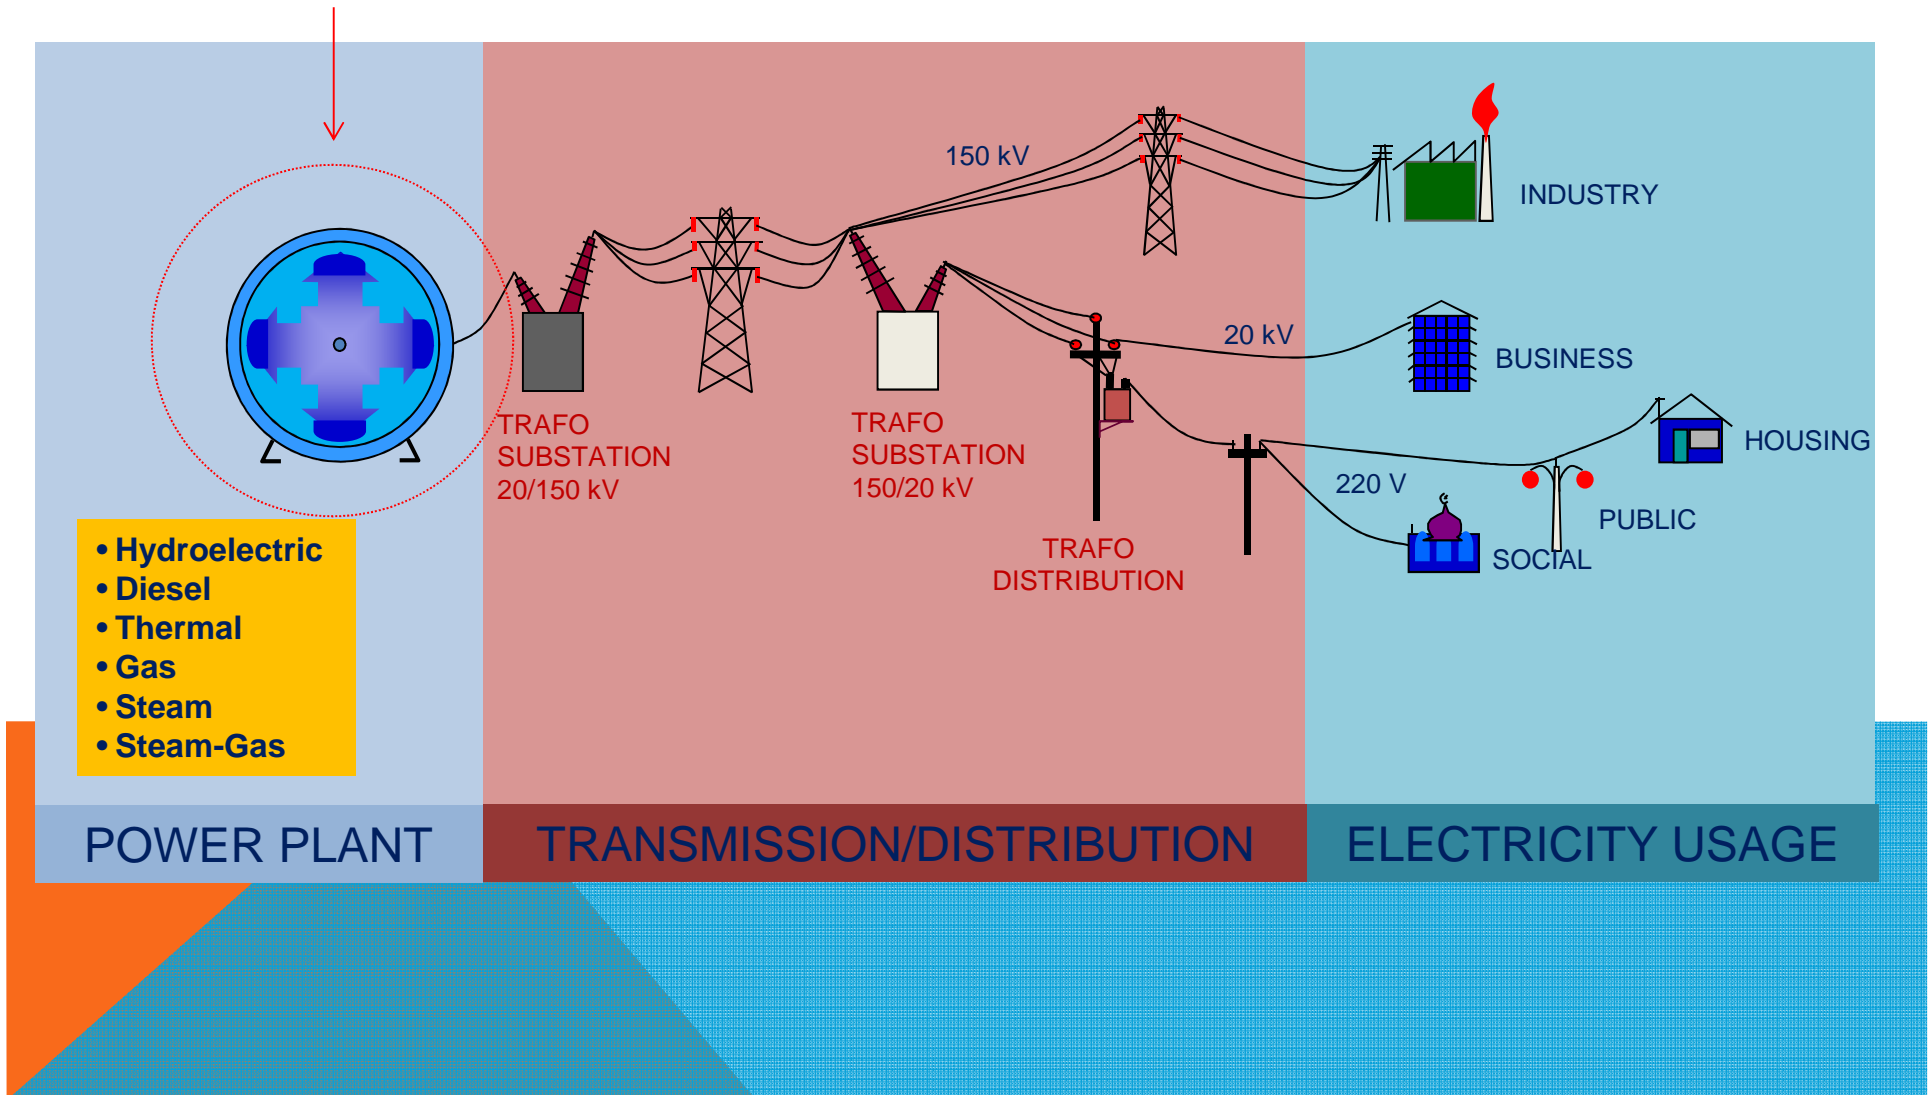 150 kV
INDUSTRY
20 kV
BUSINESS
TRAFO
SUBSTATION
20/150 kV
TRAFO
SUBSTATION
150/20 kV
HOUSING
220 V
PUBLIC
SOCIAL
TRAFO
DISTRIBUTION
• Hydroelectric
• Diesel
• Thermal
• Gas
• Steam
• Steam-Gas
POWER PLANT
TRANSMISSION/DISTRIBUTION
ELECTRICITY USAGE